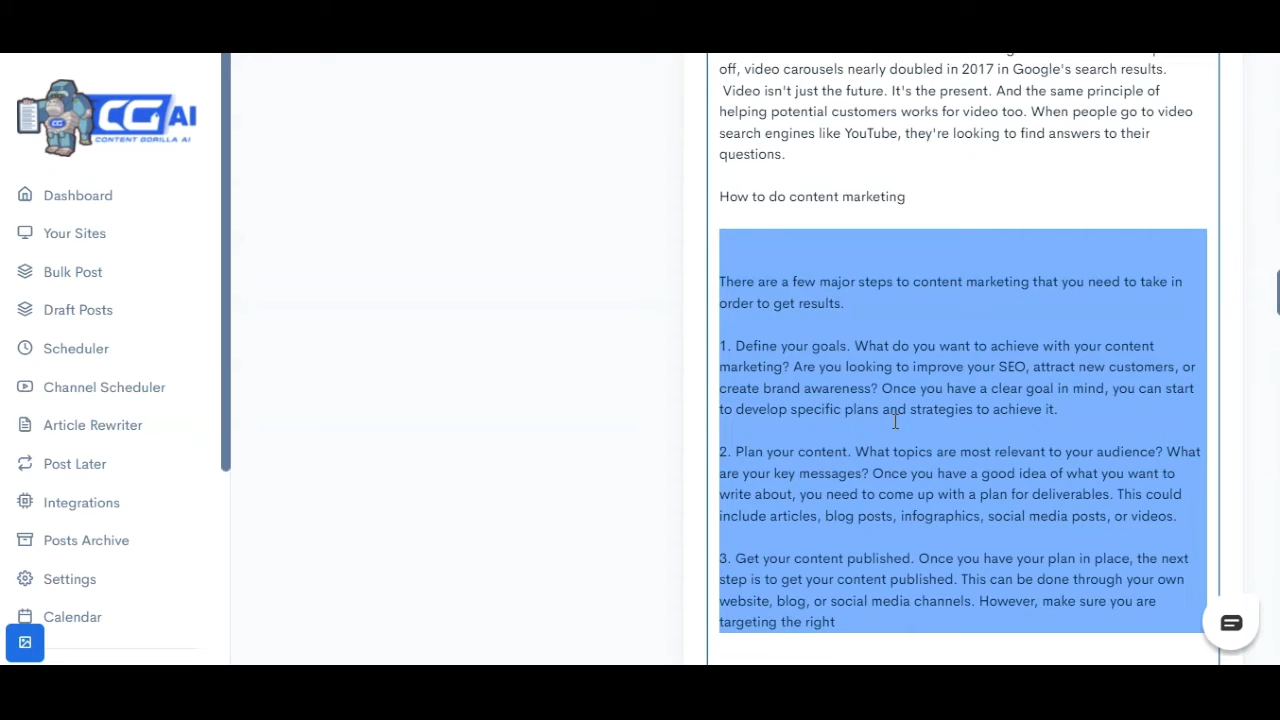 CG AI
CONTENT GORILLA AI
CG
Dashboard
Your Sites
Bulk Post
Draft Posts
Scheduler
Channel Scheduler
Article Rewriter
Post Later
Integrations
Posts Archive
Settings
Calendar
off, video carousels nearly doubled in 2017 in Google's search results.
Video isn't just the future. It's the present. And the same principle of
helping potential customers works for video too. When people go to video
search engines like YouTube, they're looking to find answers to their
questions.
How to do content marketing
There are a few major steps to content marketing that you need to take in
order to get results.
1. Define your goals. What do you want to achieve with your content
marketing? Are you looking to improve your SEO, attract new customers, or
create brand awareness? Once you have a clear goal in mind, you can start
to develop specific plans and strategies to achieve it.
2. Plan your content. What topics are most relevant to your audience? What
are your key messages? Once you have a good idea of what you want to
write about, you need to come up with a plan for deliverables. This could
include articles, blog posts, infographics, social media posts, or videos.
3. Get your content published. Once you have your plan in place, the next
step is to get your content published. This can be done through your own
website, blog, or social media channels. However, make sure you are
targeting the right